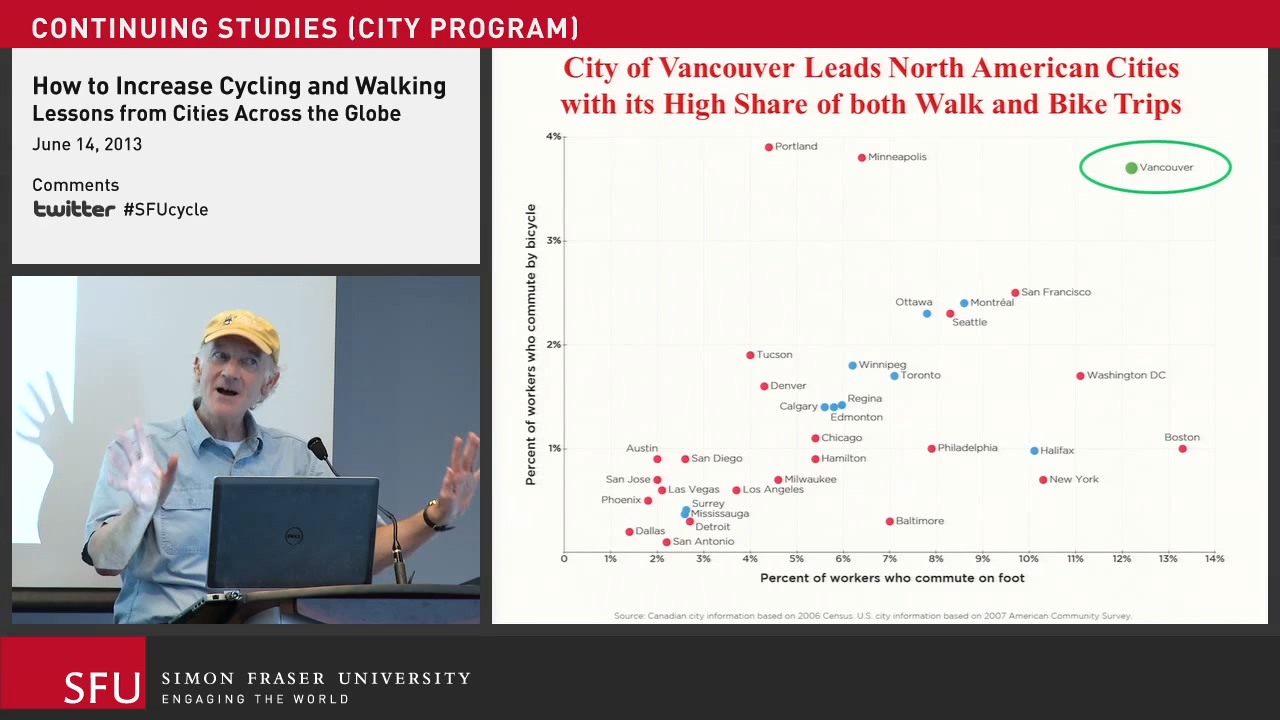 CONTINUING STUDIES (CITY PROGRAM)
How to Increase Cycling and Walking
Lessons from Cities Across the Globe
June 14, 2013
Comments
twitter #SFUcycle
City of Vancouver Leads North American Cities
with its High Share of both Walk and Bike Trips
Percent of workers who commute by bicycle
4%
3%
2%
1%
Portland
Minneapolis
Vancouver
San Francisco
Ottawa
Montréal
Seattle
Tucson
Winnipeg
Toronto
Washington DC
Denver
Regina
Calgary
Edmonton
Chicago
Boston
Austin
Philadelphia
Halifax
San Diego
Hamilton
San Jose
Milwaukee
New York
Las Vegas
Los Angeles
Phoenix
Surrey
Mississauga
Baltimore
Detroit
Dallas
San Antonio
0 1% 2% 3% 4% 5% 6% 7% 8% 9% 10% 11% 12% 13% 14%
Percent of workers who commute on foot
Source: Canadian city information based on 2006 Census: U.S. city information based on 2007 American Community Survey.
DELL
SFU
SIMON FRASER UNIVERSITY
ENGAGING THE WORLD